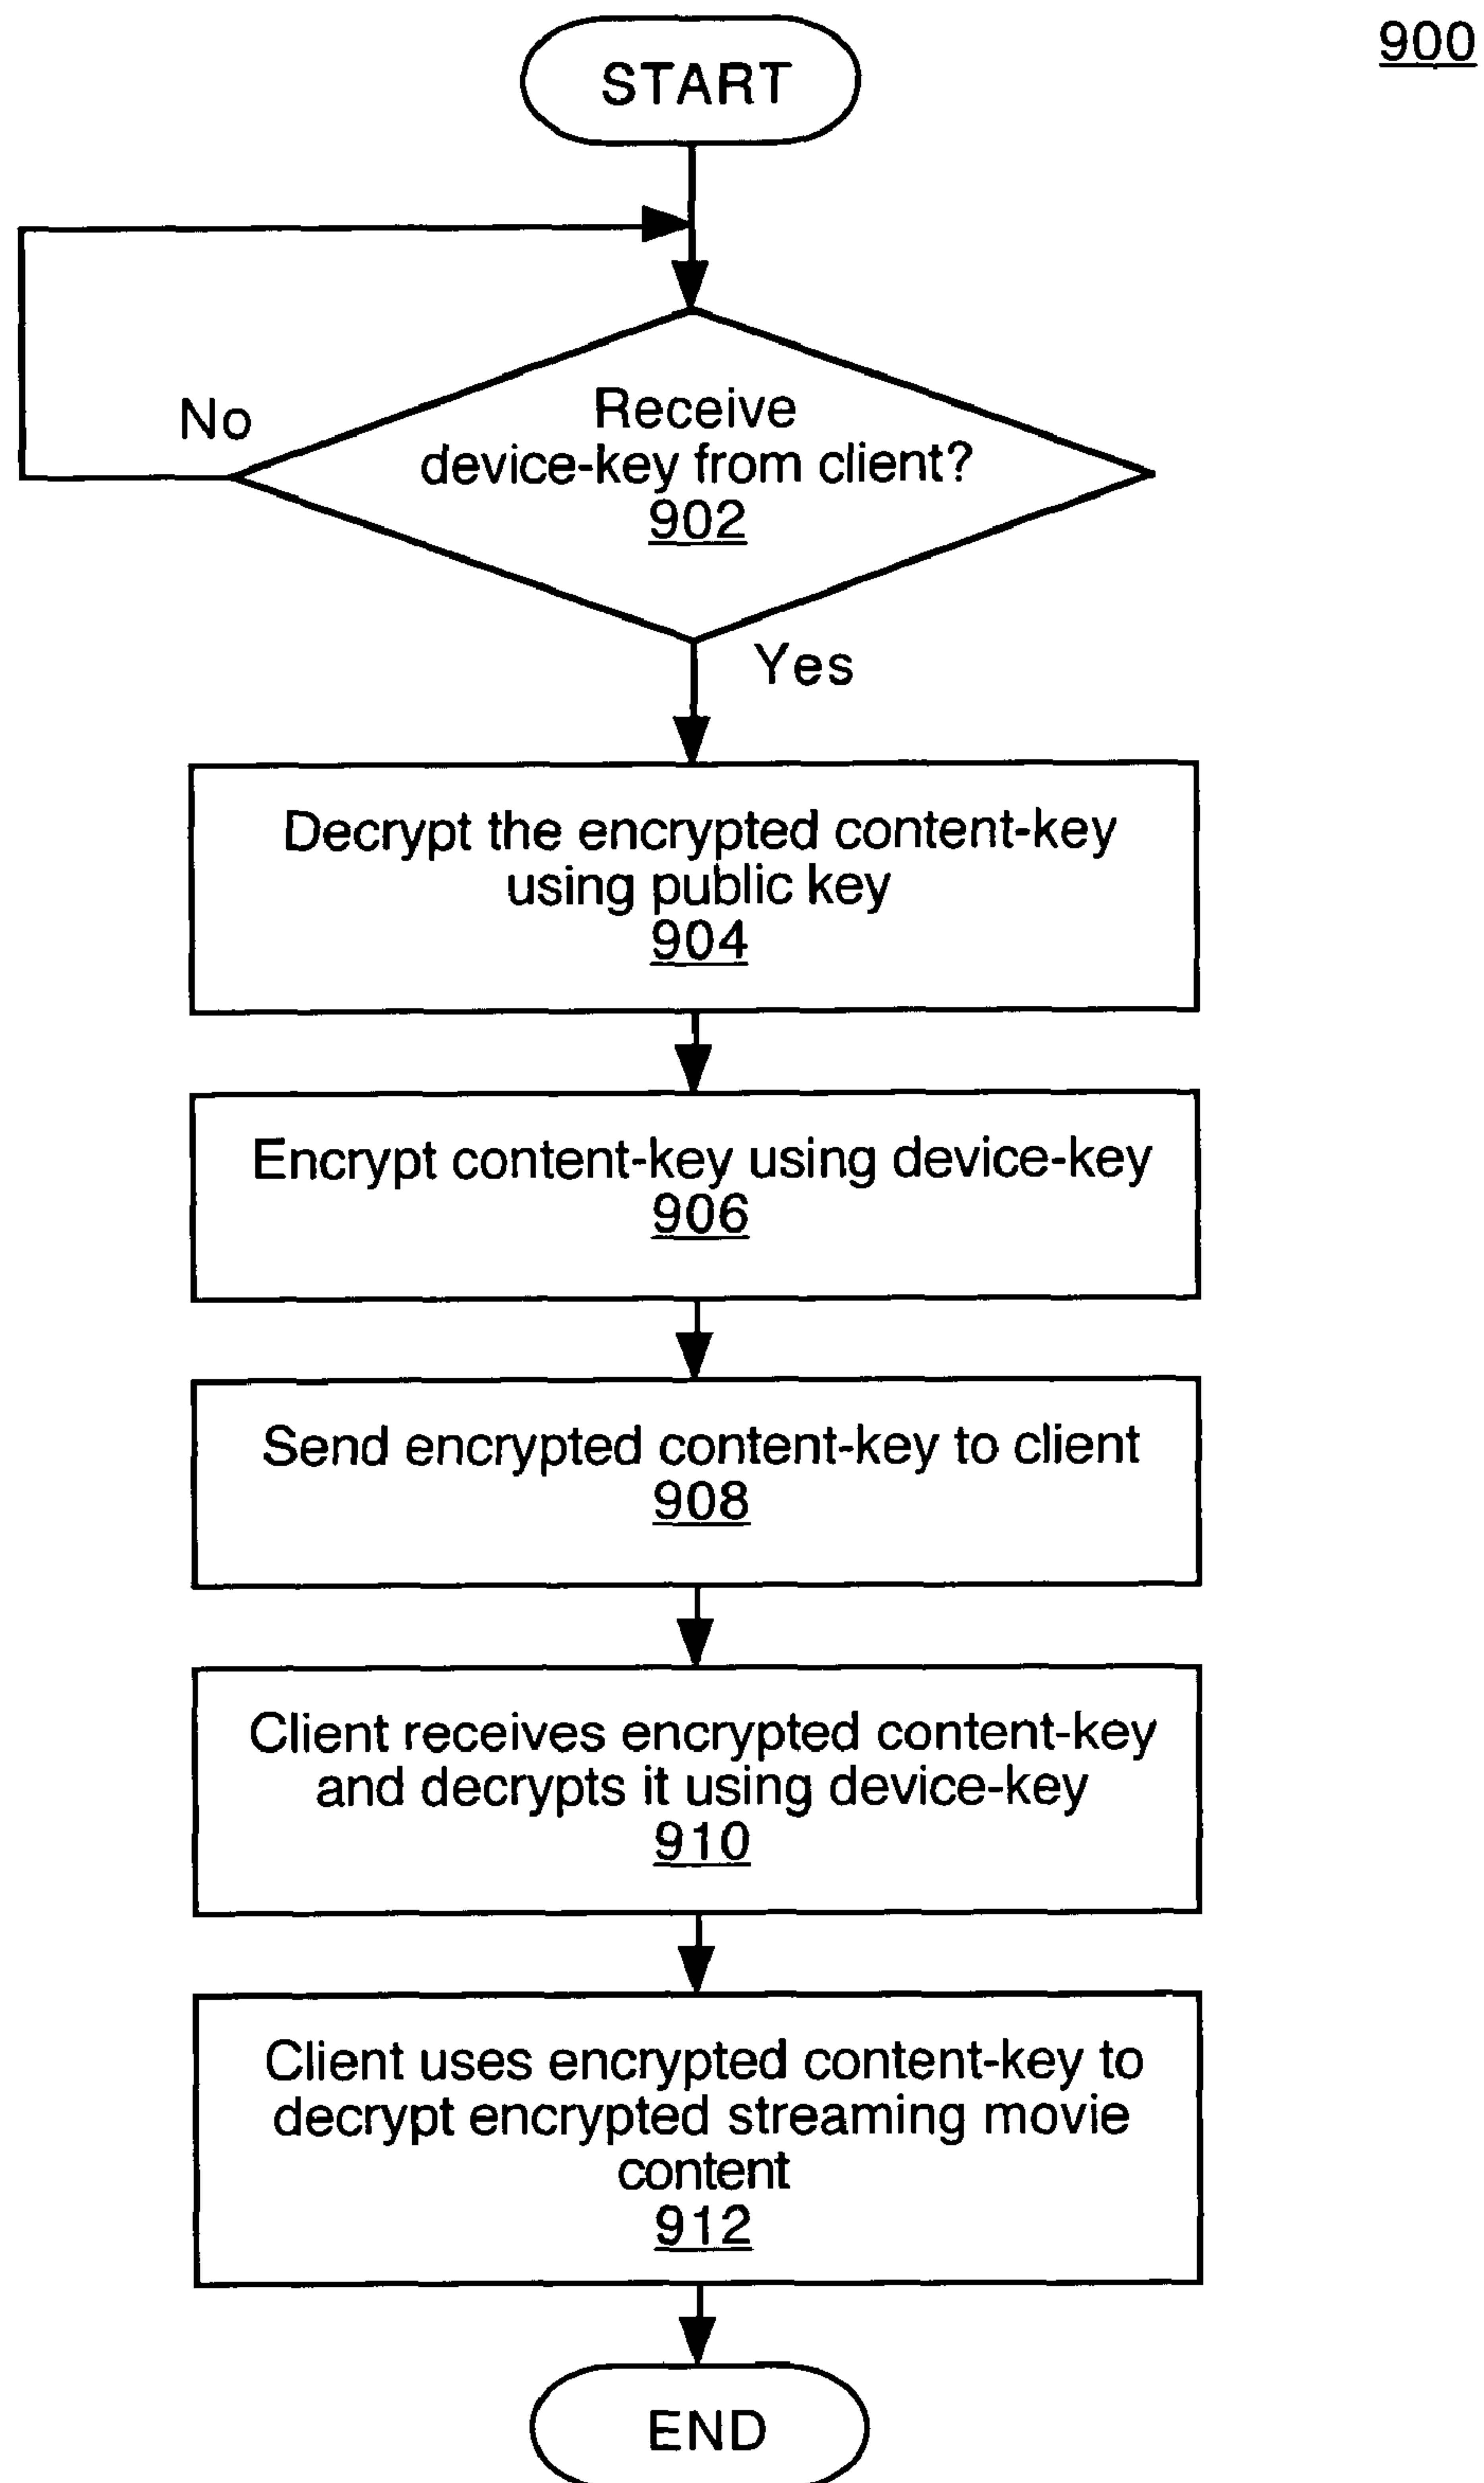 900
START
No
Receive
device-key from client?
902
Yes
Decrypt the encrypted content-key
using public key
904
Encrypt content-key using device-key
906
Send encrypted content-key to client
908
Client receives encrypted content-key
and decrypts it using device-key
910
Client uses encrypted content-key to
decrypt encrypted streaming movie
content
912
END